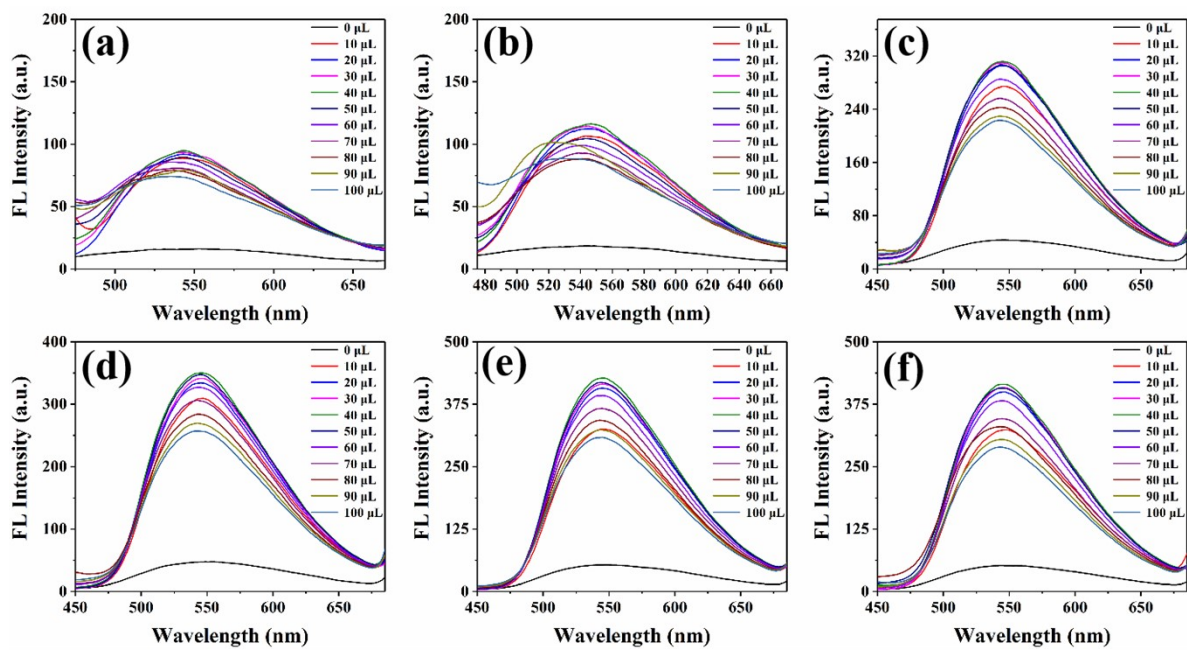 (a)
FL Intensity (a.u.)
200
150
100
50
0
500
550
600
650
Wavelength (nm)
0 µL
10 µL
20 µL
30 µL
40 µL
50 µL
60 µL
70 µL
80 µL
90 µL
100 µL
(b)
FL Intensity (a.u.)
200
150
100
50
0
480 500 520 540 560 580 600 620 640 660
Wavelength (nm)
0 µL
10 µL
20 µL
30 µL
40 µL
50 µL
60 µL
70 µL
80 µL
90 µL
100 µL
(c)
FL Intensity (a.u.)
320
240
160
80
0
450
500
550
600
650
Wavelength (nm)
0 µL
10 µL
20 µL
30 µL
40 µL
50 µL
60 µL
70 µL
80 µL
90 µL
100 µL
(d)
FL Intensity (a.u.)
400
300
200
100
0
450
500
550
600
650
Wavelength (nm)
0 µL
10 µL
20 µL
30 µL
40 µL
50 µL
60 µL
70 µL
80 µL
90 µL
100 µL
(e)
FL Intensity (a.u.)
500
375
250
125
0
450
500
550
600
650
Wavelength (nm)
0 µL
10 µL
20 µL
30 µL
40 µL
50 µL
60 µL
70 µL
80 µL
90 µL
100 µL
(f)
FL Intensity (a.u.)
500
375
250
125
0
450
500
550
600
650
Wavelength (nm)
0 µL
10 µL
20 µL
30 µL
40 µL
50 µL
60 µL
70 µL
80 µL
90 µL
100 µL